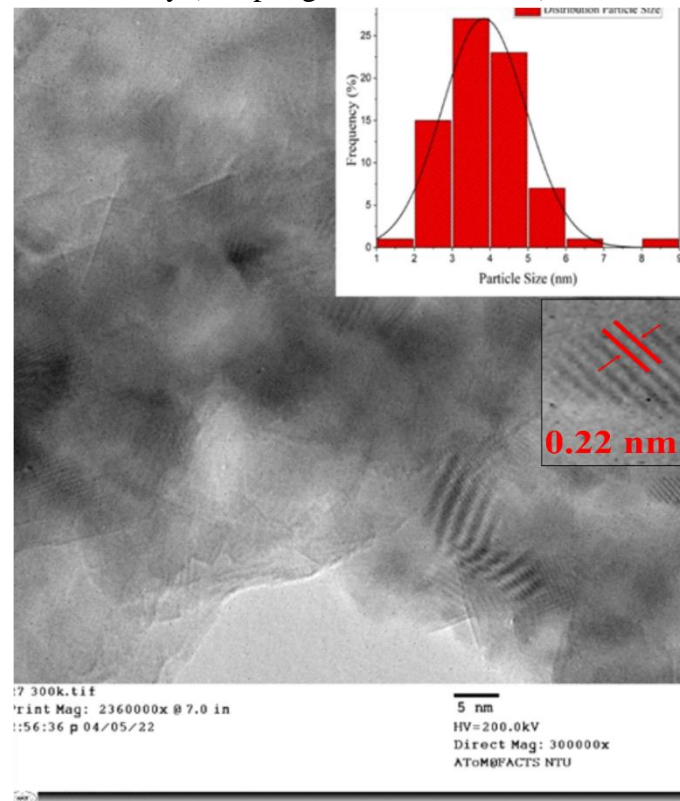 Distribution Particle Size
25
20
15
10
5
0
Frequency (%)
1 2 3 4 5 6 7 8 9
Particle Size (nm)
0.22 nm
27 300k.tif
Print Mag: 2360000x @ 7.0 in
:56:36 p 04/05/22
5 nm
HV=200.0kV
Direct Mag: 300000x
AToM@FACTS NTU